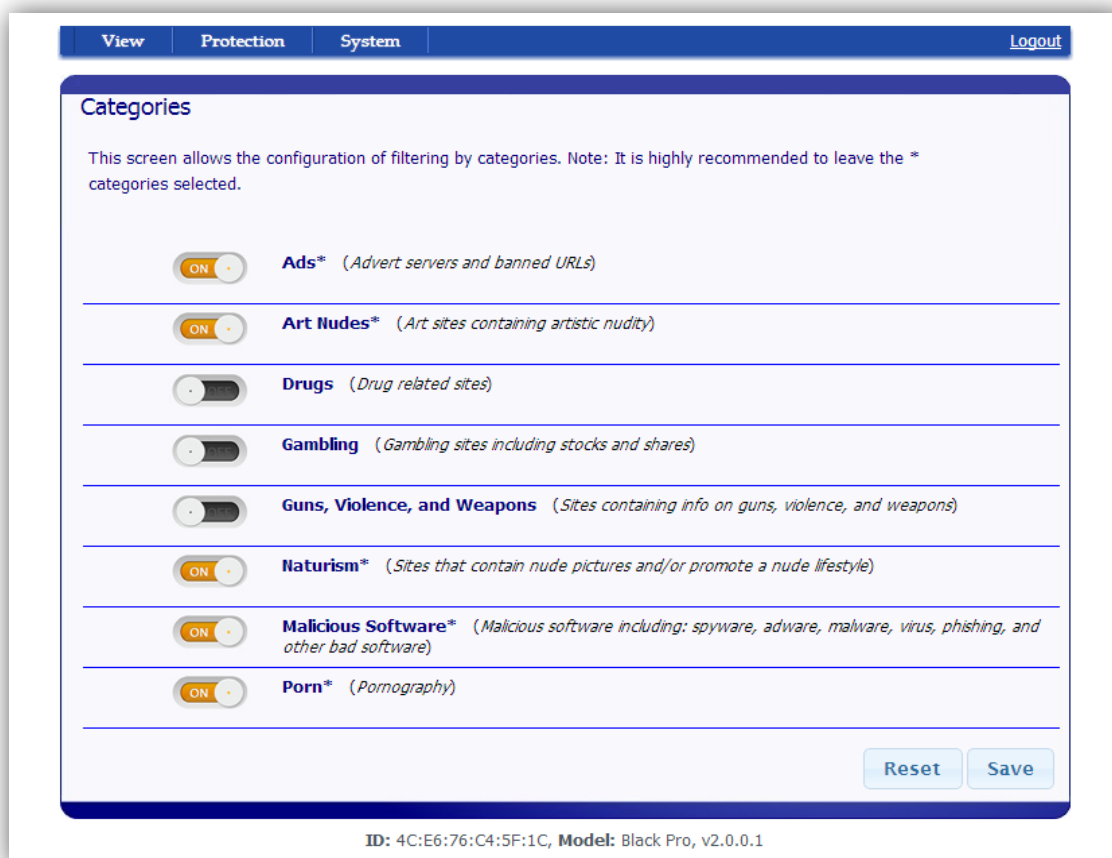 View Protection System Logout
Categories
This screen allows the configuration of filtering by categories. Note: It is highly recommended to leave the *
categories selected.
ON Ads* (Advert servers and banned URLs)
ON Art Nudes* (Art sites containing artistic nudity)
OFF Drugs (Drug related sites)
OFF Gambling (Gambling sites including stocks and shares)
OFF Guns, Violence, and Weapons (Sites containing info on guns, violence, and weapons)
ON Naturism* (Sites that contain nude pictures and/or promote a nude lifestyle)
ON Malicious Software* (Malicious software including: spyware, adware, malware, virus, phishing, and
other bad software)
ON Porn* (Pornography)
Reset Save
ID: 4C:E6:76:C4:5F:1C, Model: Black Pro, v2.0.0.1